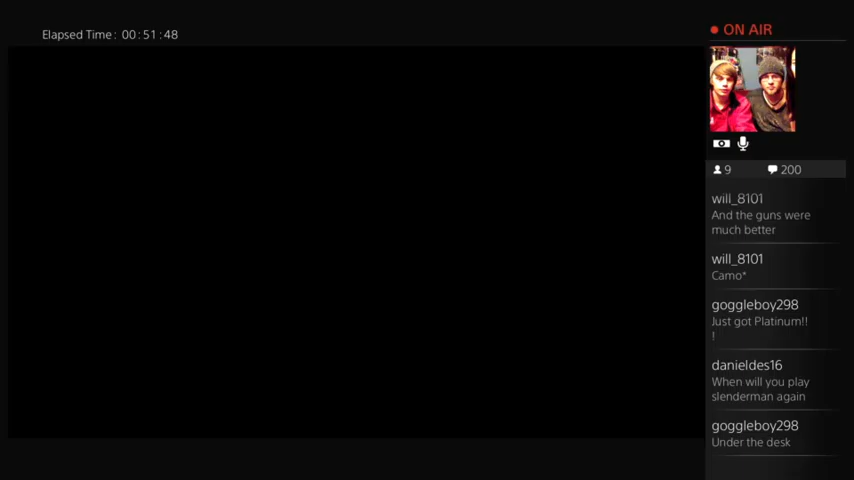 Elapsed Time: 00:51:48
ON AIR
9 200
will_8101
And the guns were
much better
will_8101
Camo*
goggleboy298
Just got Platinum!!
!
danieldes16
When will you play
slenderman again
goggleboy298
Under the desk